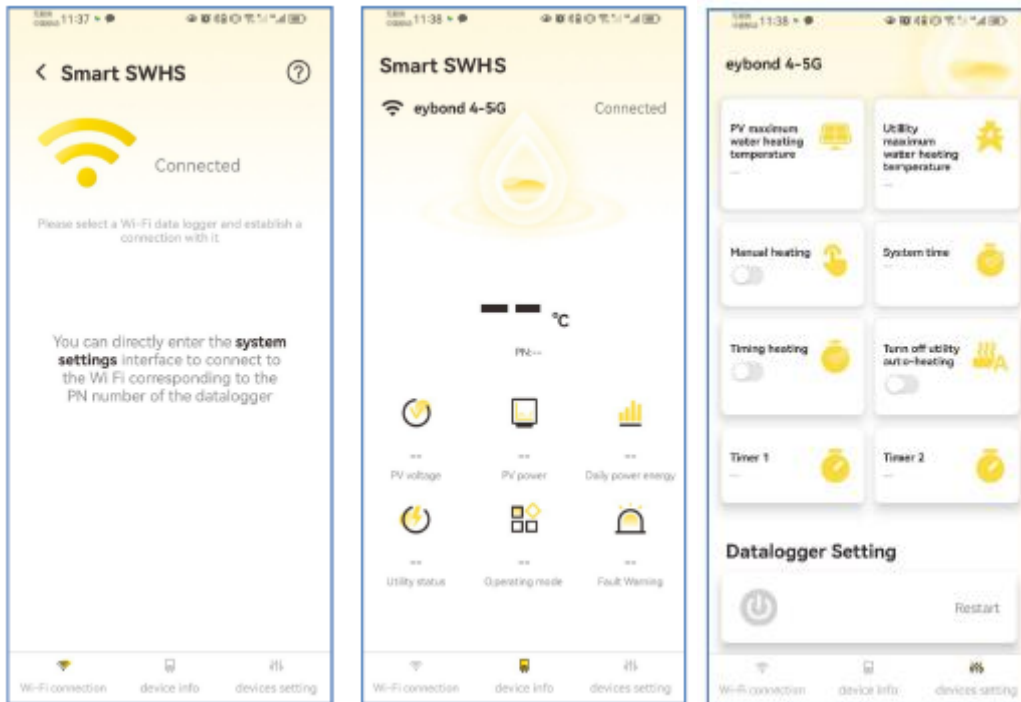 11:37
Smart SWHS
Connected
Please select a Wi-Fi data logger and establish a
connection with it
You can directly enter the system
settings interface to connect to
the Wi Fi corresponding to the
PN number of the datalogger
Wi-Fi connection
device info
devices setting
11:38
Smart SWHS
eybond 4-5G
Connected
-- °C
PN:--
--
PV voltage
--
PV power
--
Daily power energy
--
Utility status
--
Operating mode
--
Fault Warning
Wi-Fi connection
device info
devices setting
11:38
eybond 4-5G
PV maximum
water heating
temperature
--
Utility
maximum
water heating
temperature
--
Manual heating
System time
--
Timing heating
Turn off utility
auto-heating
A
Timer 1
--
Timer 2
--
Datalogger Setting
Restart
Wi-Fi connection
device info
devices setting